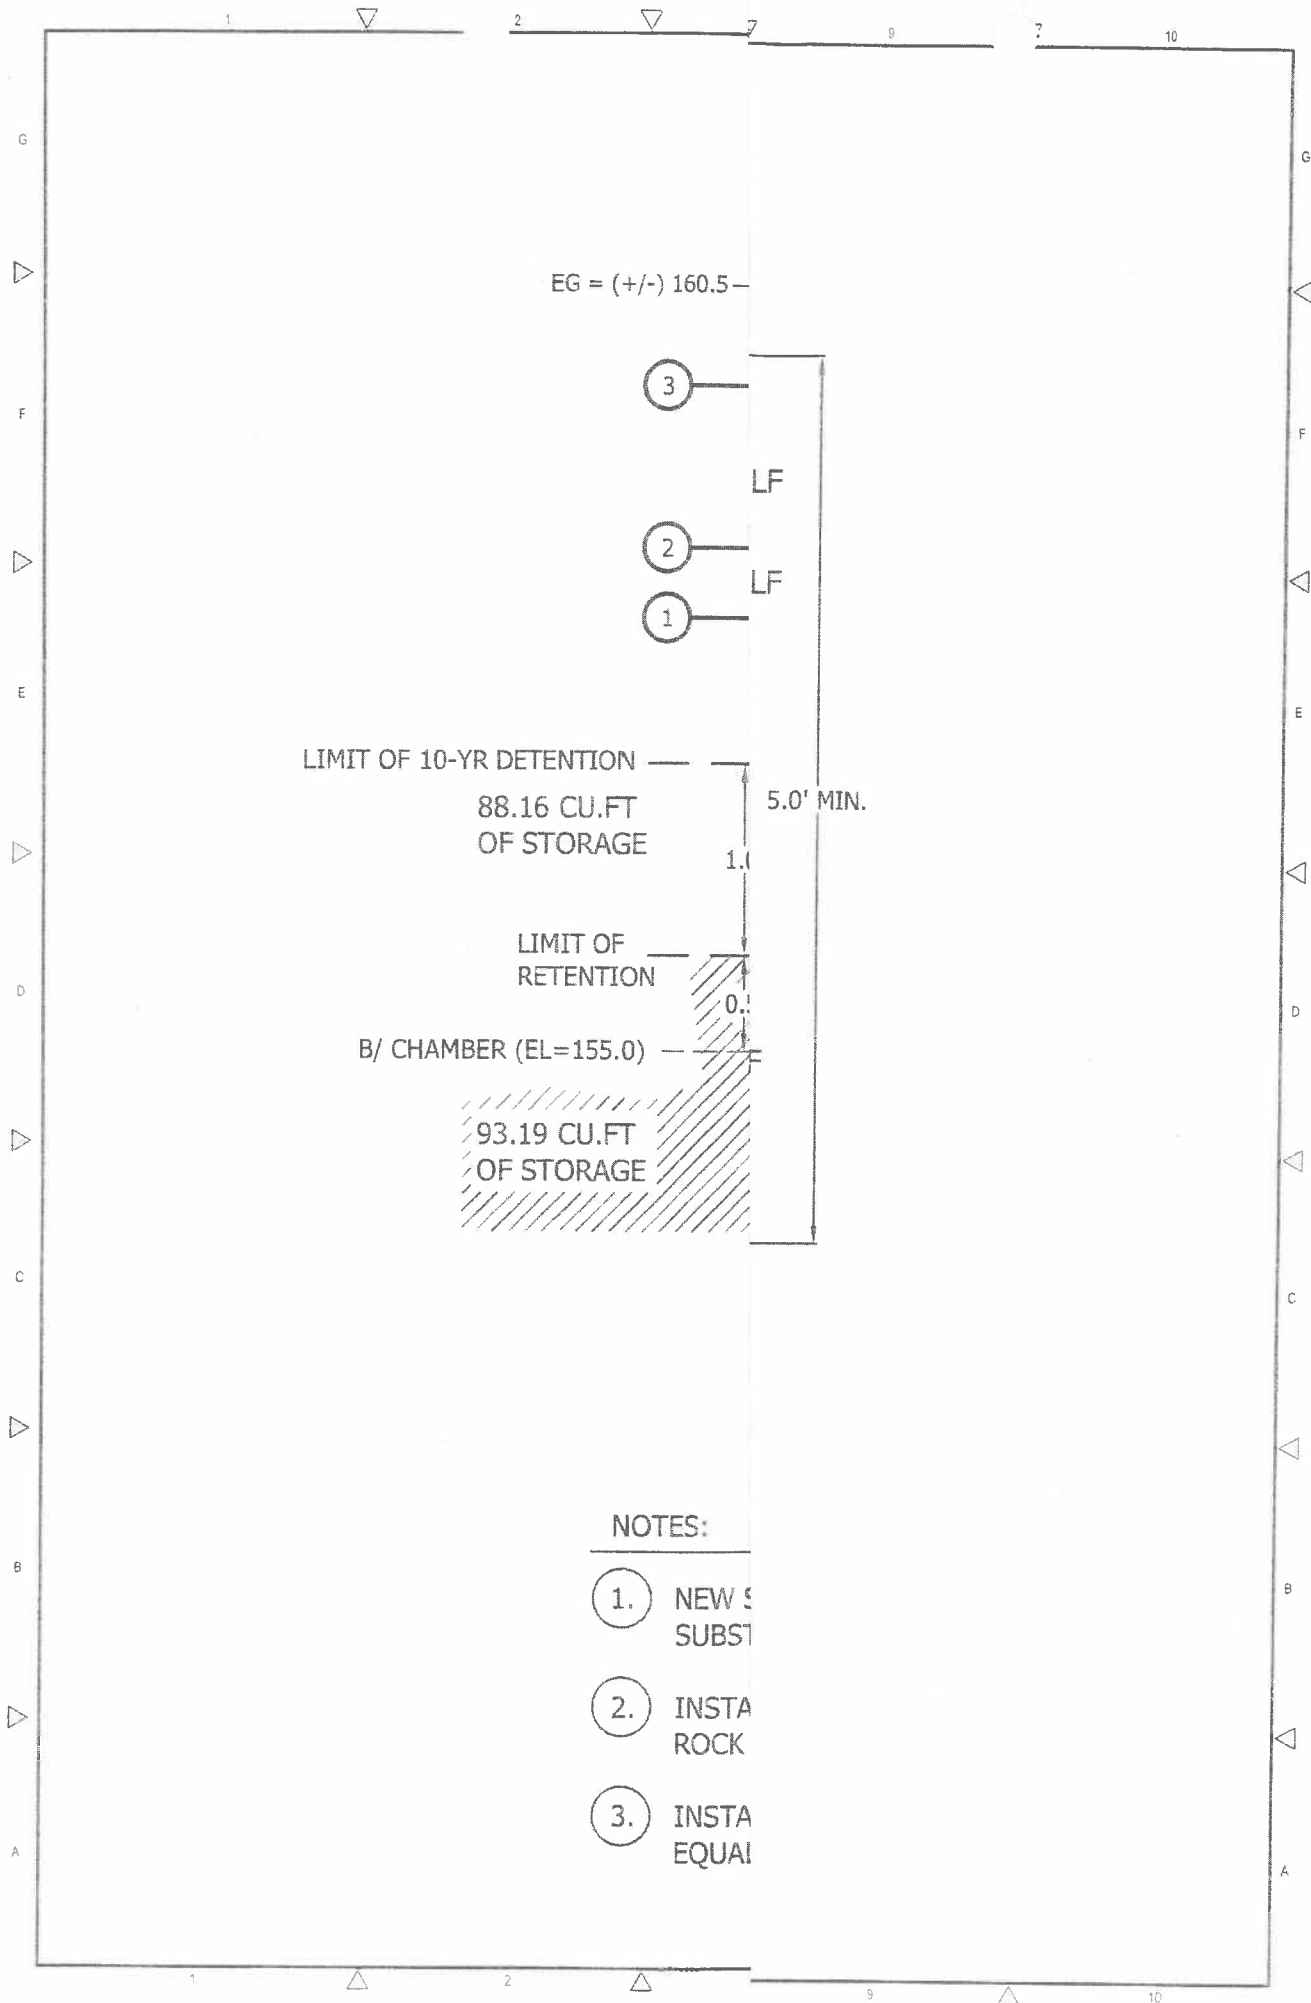 1 2 9 7 10
G G
EG = (+/-) 160.5
3
F F
LF
2
LF
1
E E
LIMIT OF 10-YR DETENTION
88.16 CU.FT
OF STORAGE
5.0' MIN.
LIMIT OF
RETENTION
D D
B/ CHAMBER (EL=155.0)
93.19 CU.FT
OF STORAGE
C C
NOTES:
B B
1. NEW
2.
ROCK
3.
A A
1 2 9 10